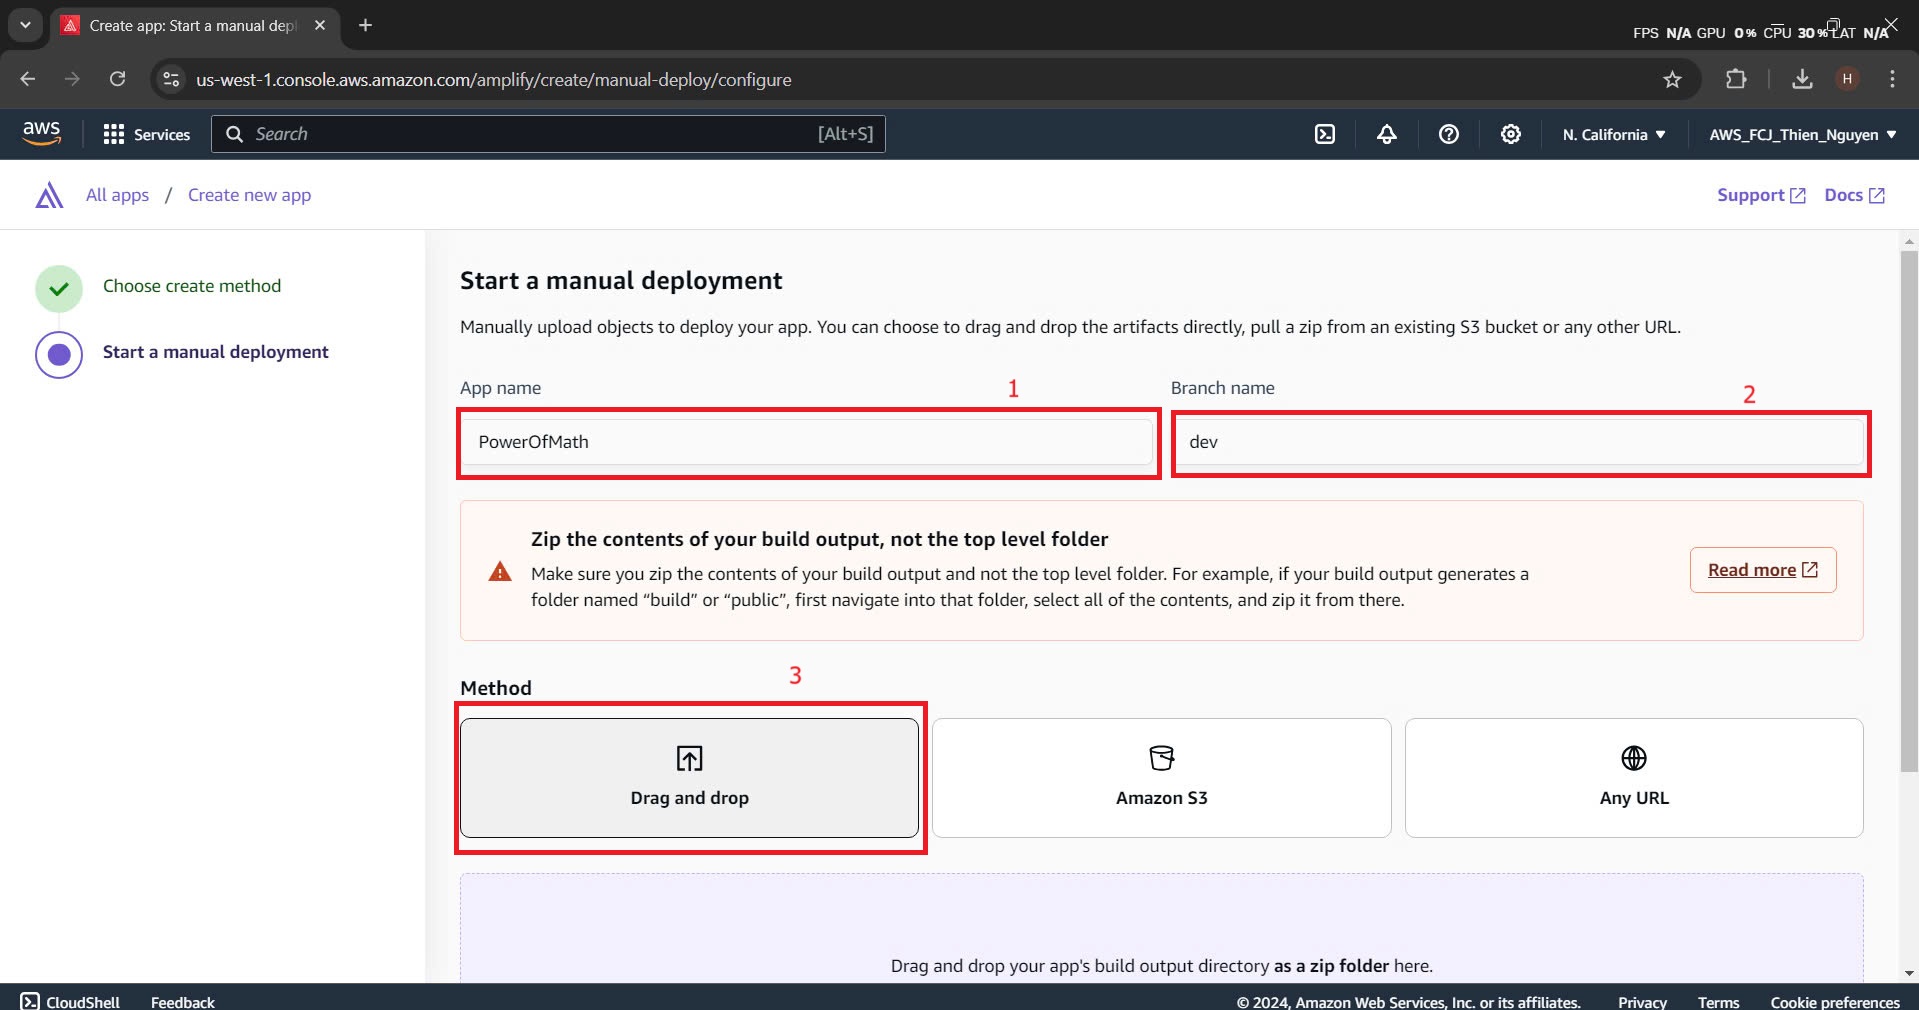 Create app: Start a manual depl
FPS N/A GPU 0% CPU 30% LAT N/A
us-west-1.console.aws.amazon.com/amplify/create/manual-deploy/configure
H
aws
Services
Search
[Alt+S]
N. California
AWS_FCJ_Thien_Nguyen
All apps / Create new app
Support
Docs
Choose create method
Start a manual deployment
Start a manual deployment
Manually upload objects to deploy your app. You can choose to drag and drop the artifacts directly, pull a zip from an existing S3 bucket or any other URL.
App name
1
Branch name
2
PowerOfMath
dev
Zip the contents of your build output, not the top level folder
Make sure you zip the contents of your build output and not the top level folder. For example, if your build output generates a
folder named “build” or “public”, first navigate into that folder, select all of the contents, and zip it from there.
Read more
Method
3
Drag and drop
Amazon S3
Any URL
Drag and drop your app's build output directory as a zip folder here.
CloudShell
Feedback
© 2024, Amazon Web Services, Inc. or its affiliates.
Privacy
Terms
Cookie preferences